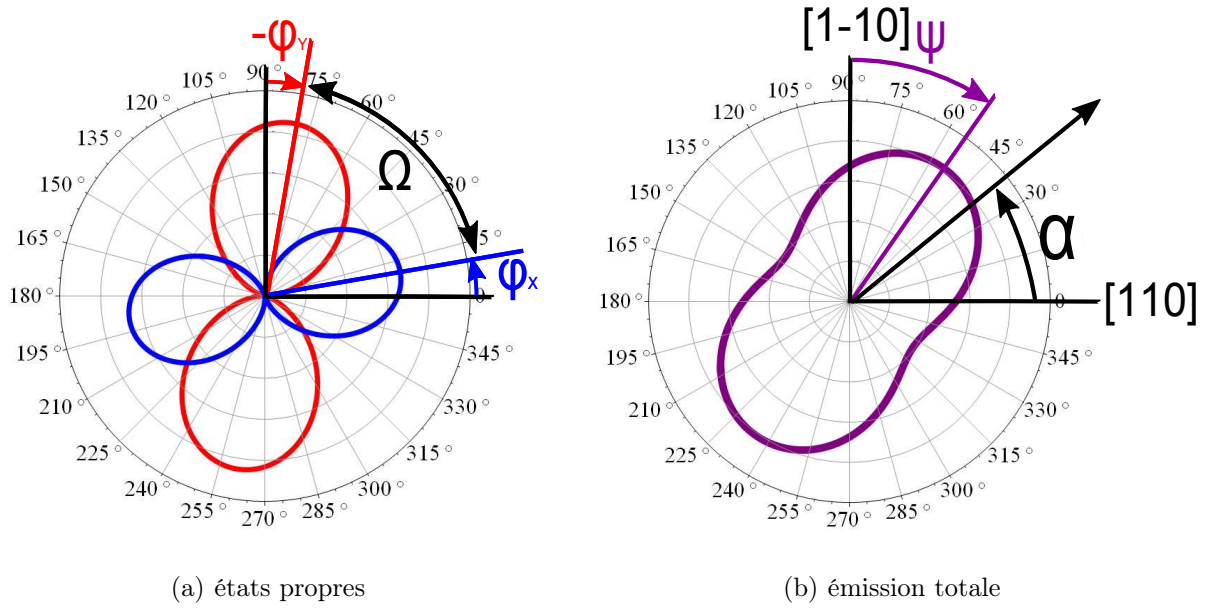 -φY
90° 75° 60° 45° 30° 15° 0
105° 120° 135° 150° 165° 180° 195° 210° 225° 240° 255° 270° 285° 300° 315° 330° 345°
Ω
φX
[1-10] ψ
90° 75° 60° 45° 30° 0
105° 120° 135° 150° 165° 180° 195° 210° 225° 240° 255° 270° 285° 300° 315° 330° 345°
α
[110]
(a) états propres
(b) émission totale